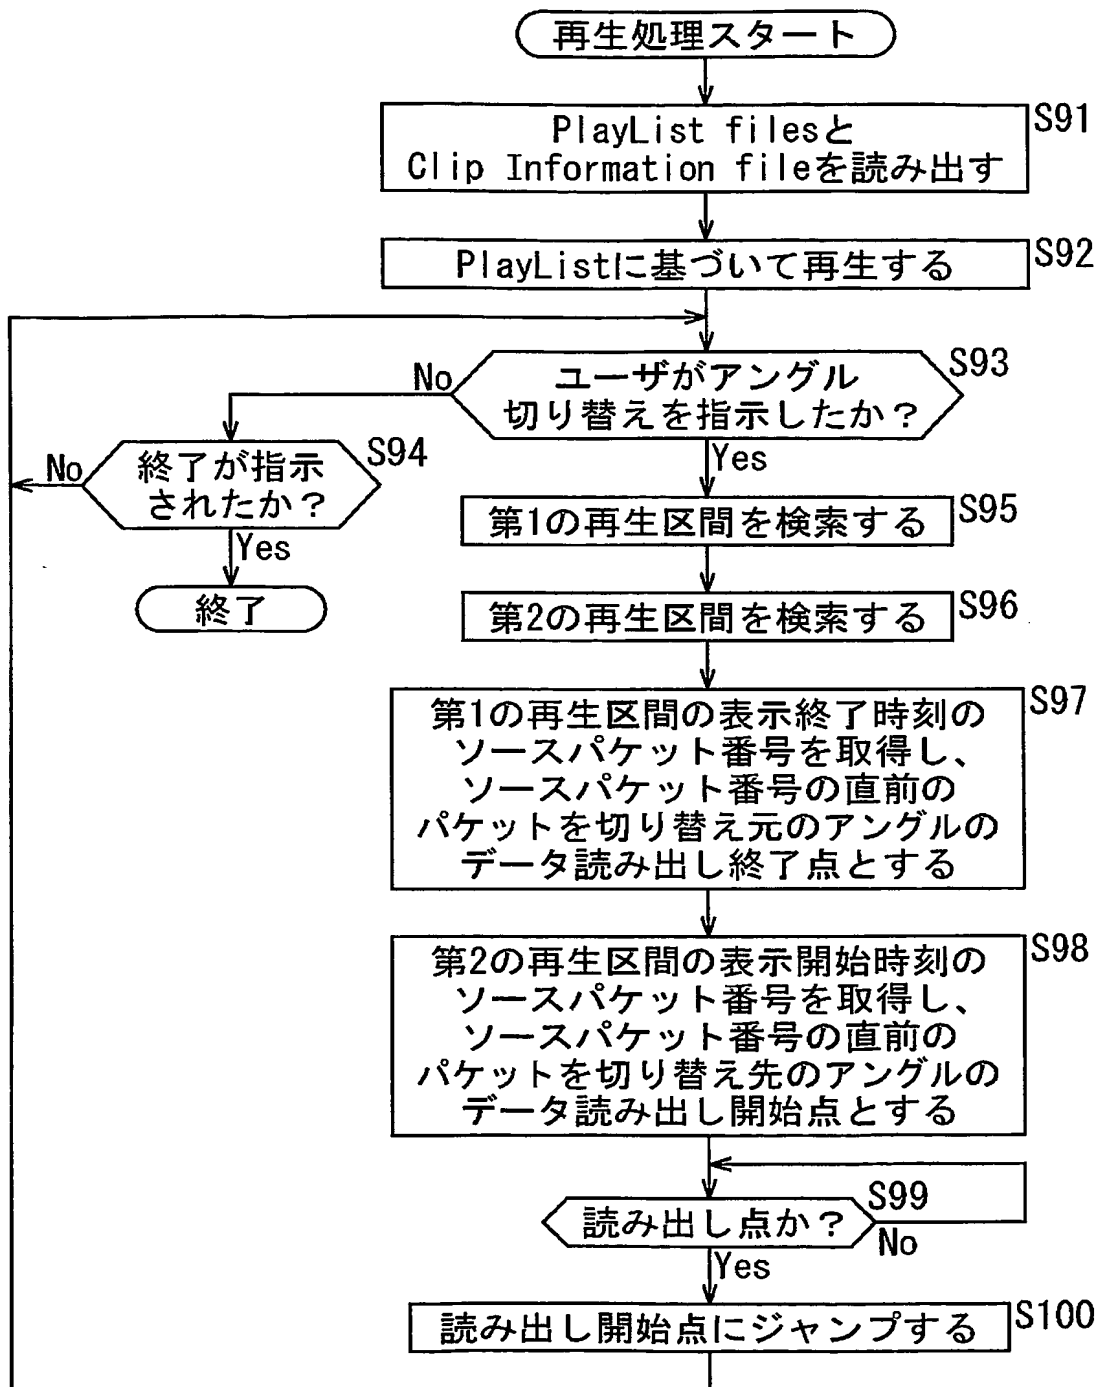 再生処理スタート
S91
PlayList filesと
Clip Information fileを読み出す
S92
PlayListに基づいて再生する
S93
ユーザがアングル
切り替えを指示したか？
No
Yes
S94
終了が指示
されたか？
No
Yes
終了
S95
第1の再生区間を検索する
S96
第2の再生区間を検索する
S97
第1の再生区間の表示終了時刻の
ソースパケット番号を取得し、
ソースパケット番号の直前の
パケットを切り替え元のアングルの
データ読み出し終了点とする
S98
第2の再生区間の表示開始時刻の
ソースパケット番号を取得し、
ソースパケット番号の直前の
パケットを切り替え先のアングルの
データ読み出し開始点とする
S99
読み出し点か？
No
Yes
S100
読み出し開始点にジャンプする